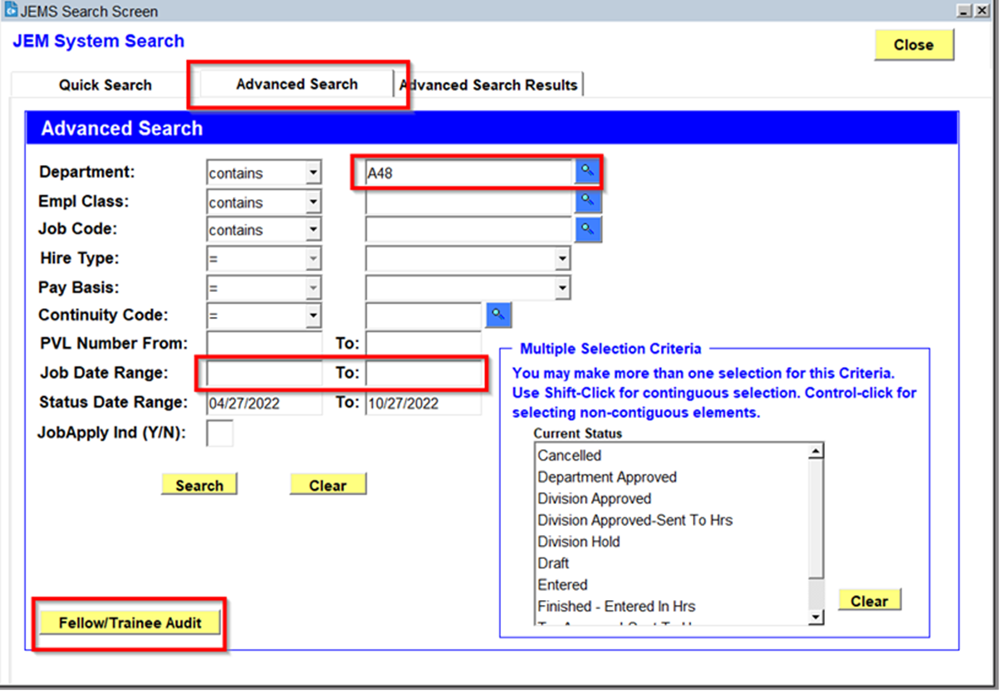 JEMS Search Screen
JEM System Search
Close
Quick Search Advanced Search Advanced Search Results
Advanced Search
Department: contains A48
Empl Class: contains
Job Code: contains
Hire Type: =
Pay Basis: =
Continuity Code: =
PVL Number From: To:
Job Date Range: To:
Status Date Range: 04/27/2022 To: 10/27/2022
JobApply Ind (Y/N):
Search Clear
Multiple Selection Criteria
You may make more than one selection for this Criteria.
Use Shift-Click for continguous selection. Control-click for
selecting non-contiguous elements.
Current Status
Cancelled
Department Approved
Division Approved
Division Approved-Sent To Hrs
Division Hold
Draft
Entered
Finished - Entered In Hrs
Clear
Fellow/Trainee Audit